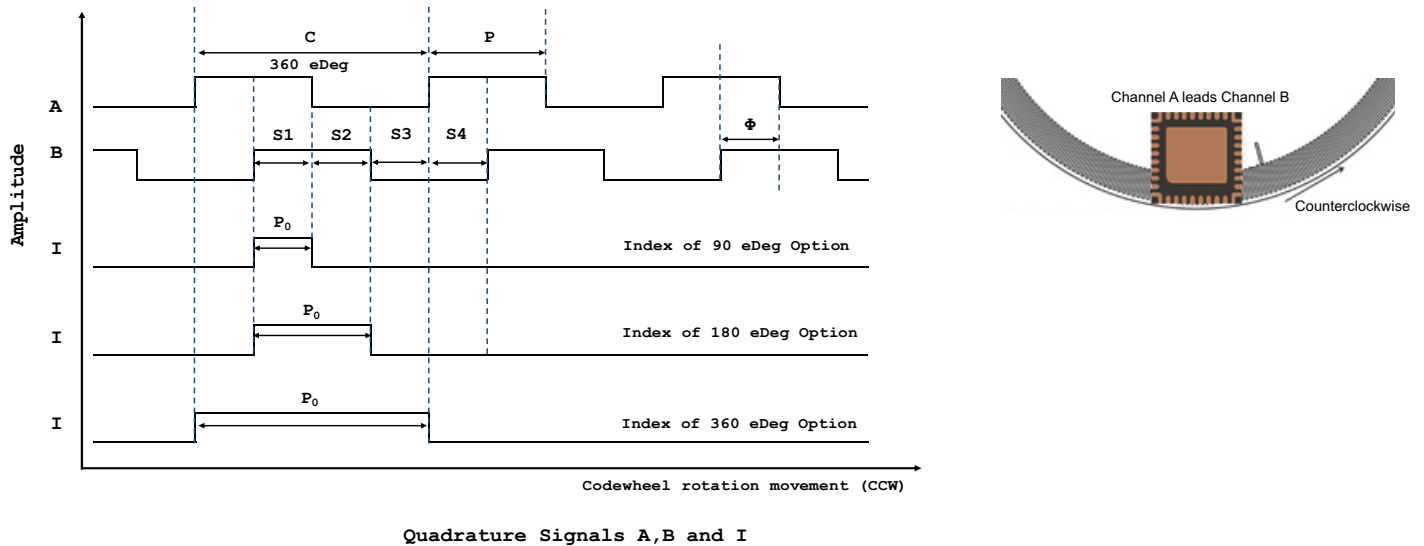 C
P
360 eDeg
A
S1
S2
S3
S4
Φ
B
Amplitude
P₀
I
Index of 90 eDeg Option
P₀
I
Index of 180 eDeg Option
P₀
I
Index of 360 eDeg Option
Codewheel rotation movement (CCW)
Quadrature Signals A,B and I
Channel A leads Channel B
Counterclockwise